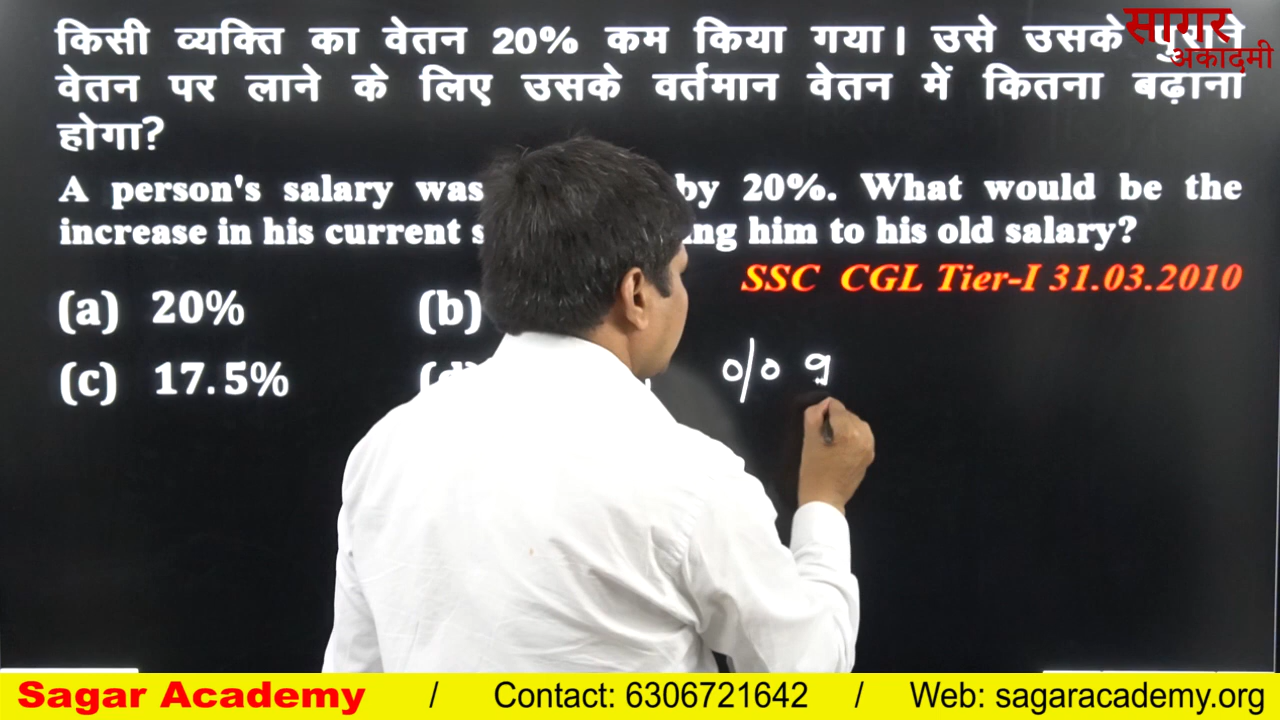 सागर
अकादमी
किसी व्यक्ति का वेतन 20% कम किया गया। उसे उसके पुराने
वेतन पर लाने के लिए उसके वर्तमान वेतन में कितना बढ़ाना
होगा?
A person's salary was by 20%. What would be the
increase in his current him to his old salary?
SSC CGL Tier-I 31.03.2010
(a) 20% (b)
(c) 17.5%
Sagar Academy / Contact: 6306721642 / Web: sagaracademy.org